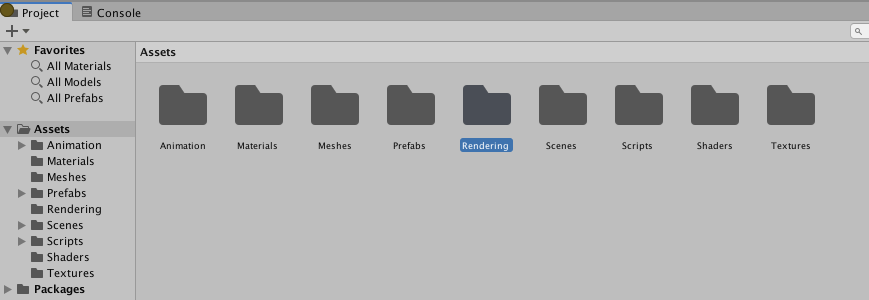 Project Console
Favorites
All Materials
All Models
All Prefabs
Assets
Animation
Materials
Meshes
Prefabs
Rendering
Scenes
Scripts
Shaders
Textures
Packages
Assets
Animation Materials Meshes Prefabs Rendering Scenes Scripts Shaders Textures